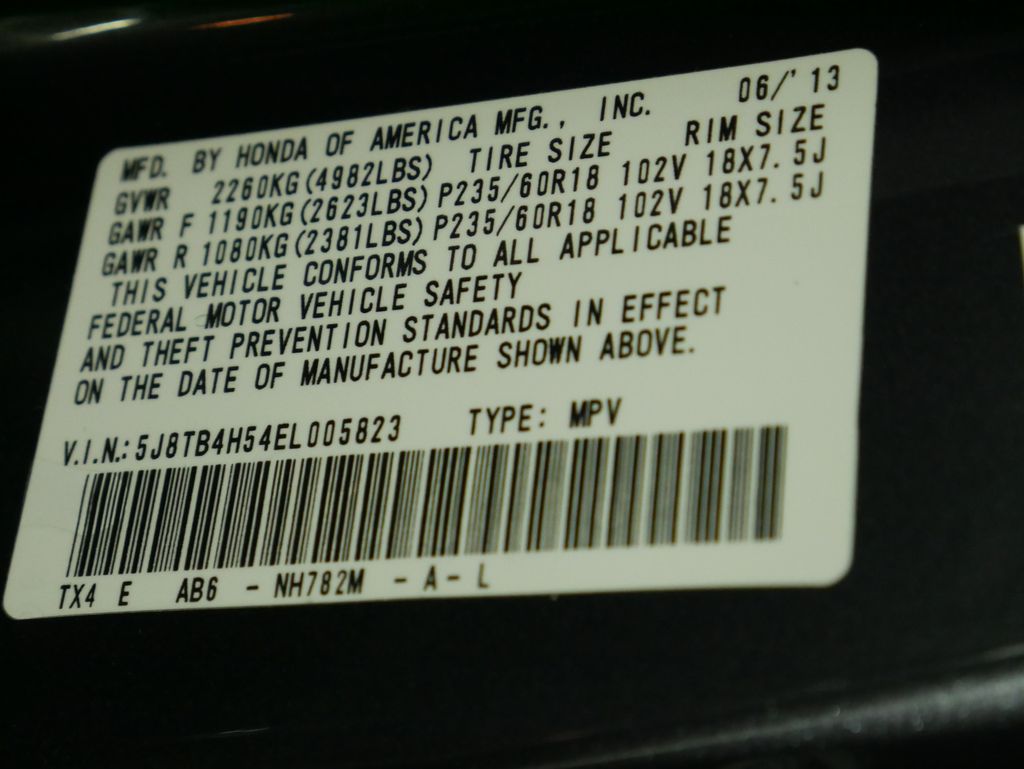 MFD. BY HONDA OF AMERICA MFG., INC. 06/'13
GVWR 2260KG(4982LBS) TIRE SIZE RIM SIZE
GAWR F 1190KG(2623LBS) P235/60R18 102V 18X7.5J
GAWR R 1080KG(2381LBS) P235/60R18 102V 18X7.5J
THIS VEHICLE CONFORMS TO ALL APPLICABLE
FEDERAL MOTOR VEHICLE SAFETY
AND THEFT PREVENTION STANDARDS IN EFFECT
ON THE DATE OF MANUFACTURE SHOWN ABOVE.
V.I.N.: 5J8TB4H54EL005823 TYPE: MPV
TX4 E AB6 - NH782M - A - L